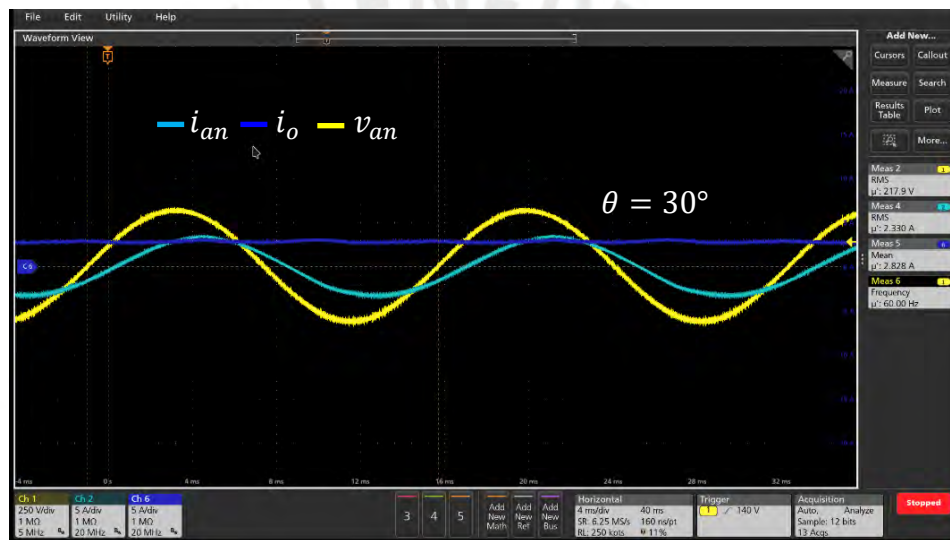 File Edit Utility Help
Waveform View
Add New...
Cursors Callout
Measure Search
Results Table Plot
More...
T
i_an i_o v_an
θ = 30°
C6
Meas 2 1
RMS
µ': 217.9 V
Meas 4 2
RMS
µ': 2.330 A
Meas 5 6
Mean
µ': 2.828 A
Meas 6 1
Frequency
µ': 60.00 Hz
-4 ms 0 s 4 ms 8 ms 12 ms 16 ms 20 ms 24 ms 28 ms 32 ms
Ch 1
250 V/div
1 MΩ
5 MHz
Ch 2
5 A/div
1 MΩ
20 MHz
Ch 6
5 A/div
1 MΩ
20 MHz
3 4 5
Add New Math
Add New Ref
Add New Bus
Horizontal
4 ms/div 40 ms
SR: 6.25 MS/s 160 ns/pt
RL: 250 kpts 11%
Trigger
1 140 V
Acquisition
Auto, Analyze
Sample: 12 bits
13 Acqs
Stopped